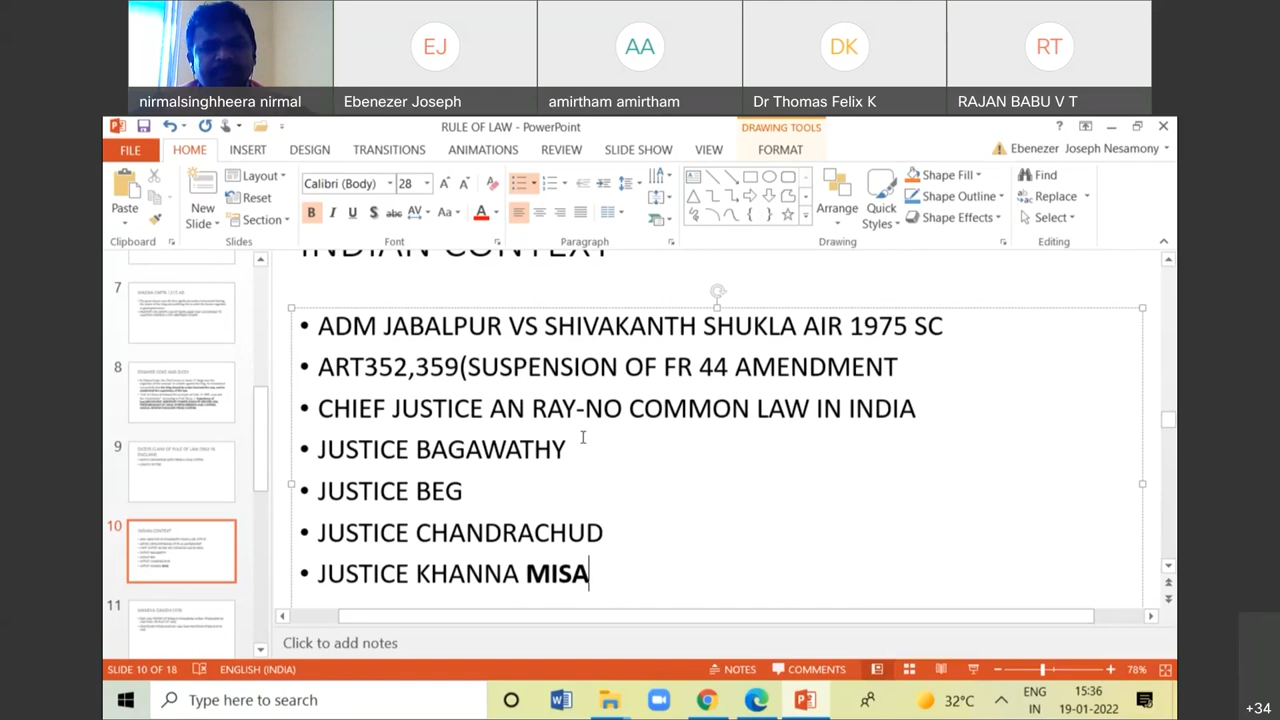 EJ
AA
DK
RT
nirmalsinghheera nirmal
Ebenezer Joseph
amirtham amirtham
Dr Thomas Felix K
RAJAN BABU V T
RULE OF LAW - PowerPoint
DRAWING TOOLS
?
FILE
HOME
INSERT
DESIGN
TRANSITIONS
ANIMATIONS
REVIEW
SLIDE SHOW
VIEW
FORMAT
Ebenezer Joseph Nesamony
Paste
New
Slide
Layout
Reset
Section
Calibri (Body)
28
B I U S abc AV Aa A
Arrange
Quick
Styles
Shape Fill
Shape Outline
Shape Effects
Find
Replace
Select
Clipboard
Slides
Font
Paragraph
Drawing
Editing
7
8
9
10
11
INDIAN CONTEXT
• ADM JABALPUR VS SHIVAKANTH SHUKLA AIR 1975 SC
• ART352,359(SUSPENSION OF FR 44 AMENDMENT
• CHIEF JUSTICE AN RAY-NO COMMON LAW IN INDIA
• JUSTICE BAGAWATHY
• JUSTICE BEG
• JUSTICE CHANDRACHUD
• JUSTICE KHANNA MISA
Click to add notes
SLIDE 10 OF 18
ENGLISH (INDIA)
NOTES
COMMENTS
78%
Type here to search
32°C
ENG
IN
15:36
19-01-2022
+34